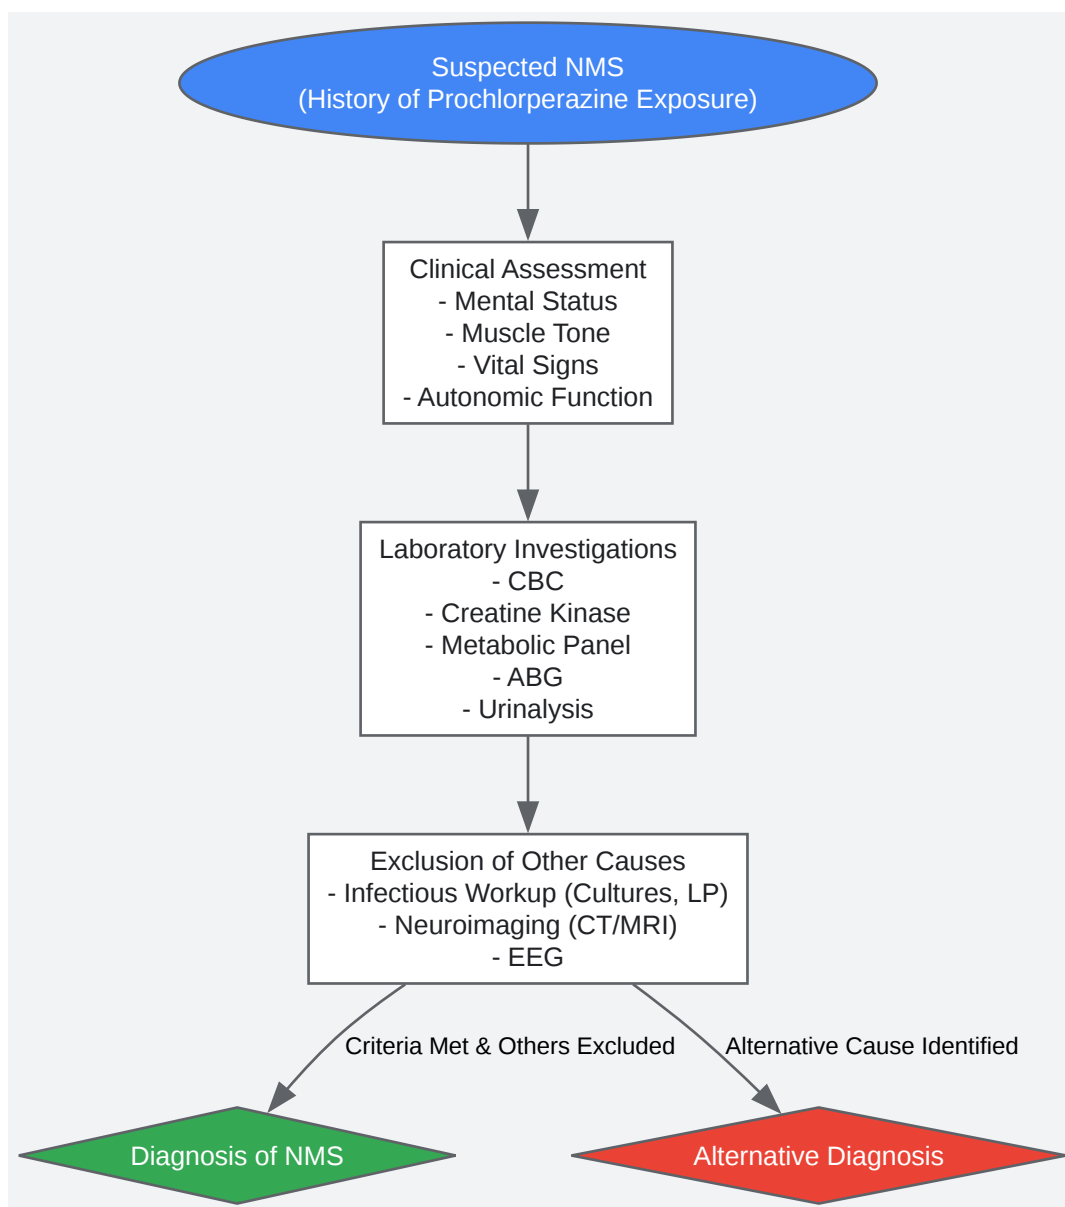 Suspected NMS
(History of Prochlorperazine Exposure)
Clinical Assessment
- Mental Status
- Muscle Tone
- Vital Signs
- Autonomic Function
Laboratory Investigations
- CBC
- Creatine Kinase
- Metabolic Panel
- ABG
- Urinalysis
Exclusion of Other Causes
- Infectious Workup (Cultures, LP)
- Neuroimaging (CT/MRI)
- EEG
Criteria Met & Others Excluded
Alternative Cause Identified
Diagnosis of NMS
Alternative Diagnosis